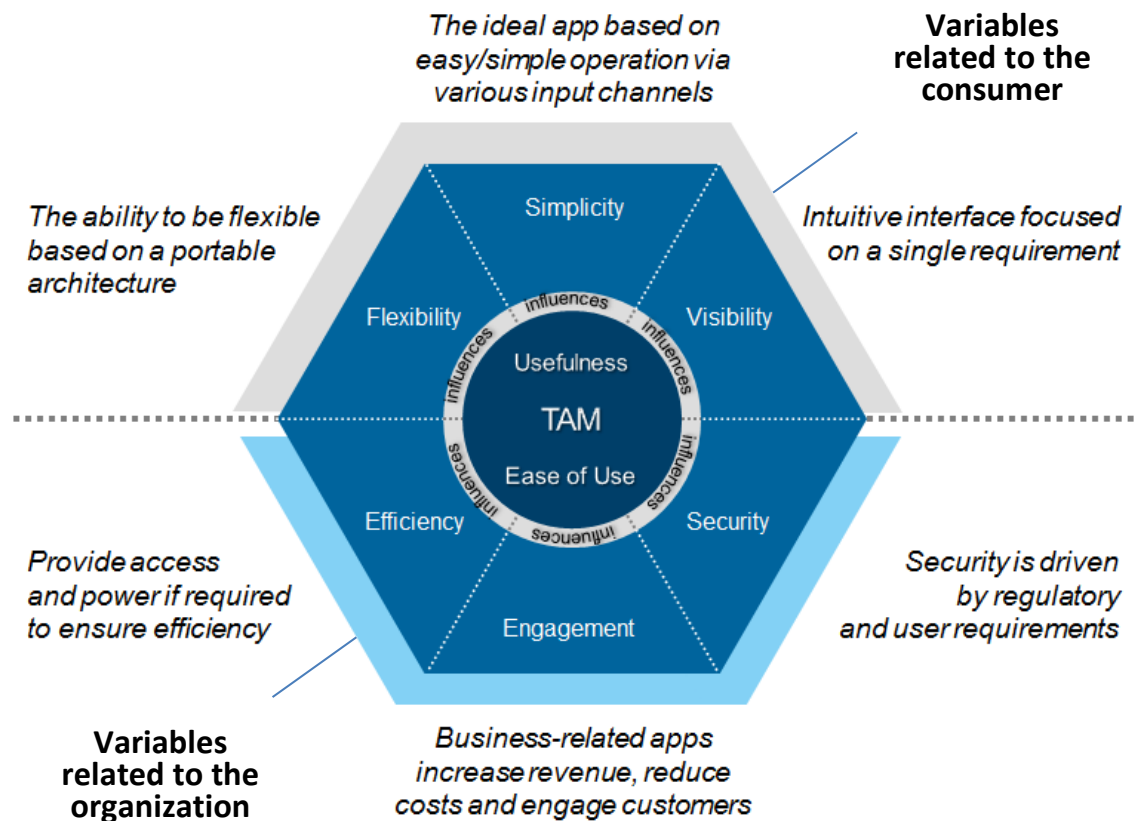 The ideal app based on
easy/simple operation via
various input channels
Variables
related to the
consumer
The ability to be flexible
based on a portable
architecture
Intuitive interface focused
on a single requirement
Simplicity
Flexibility
Visibility
influences
influences
influences
Usefulness
TAM
Ease of Use
influences
influences
influences
Efficiency
Security
Engagement
Provide access
and power if required
to ensure efficiency
Security is driven
by regulatory
and user requirements
Variables
related to the
organization
Business-related apps
increase revenue, reduce
costs and engage customers